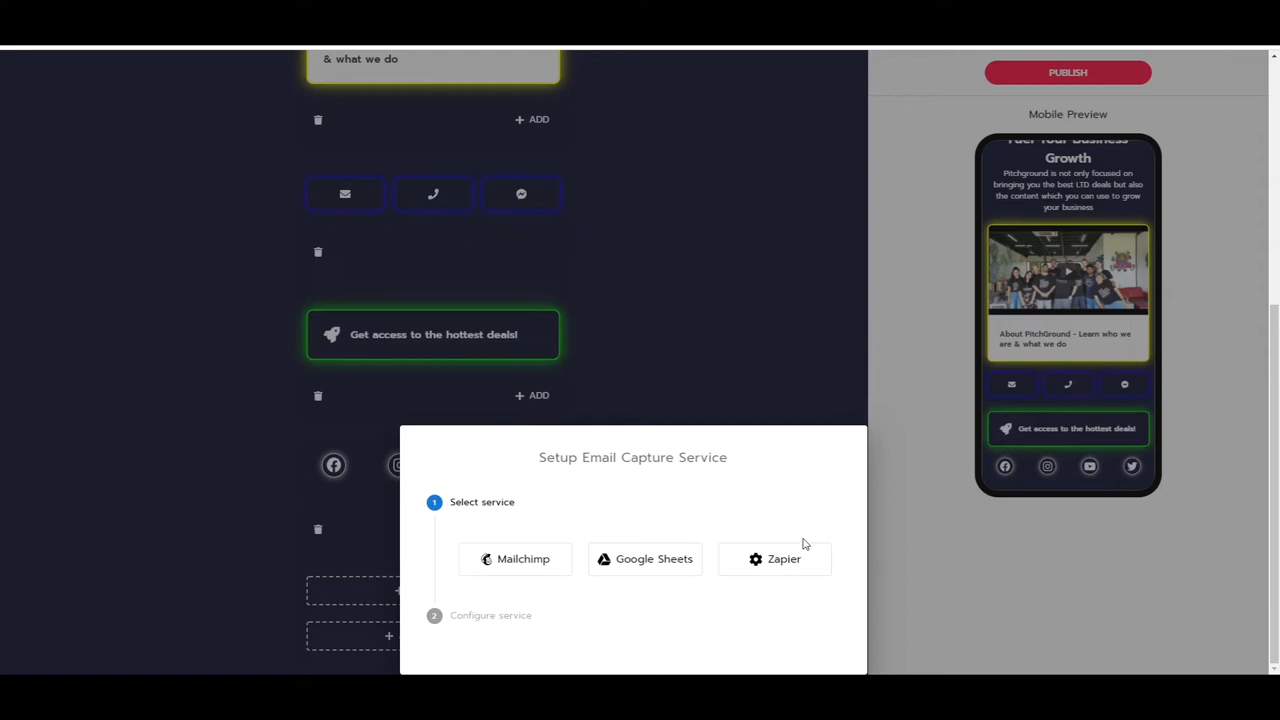 & what we do
+ ADD
Get access to the hottest deals!
+ ADD
Setup Email Capture Service
1 Select service
Mailchimp
Google Sheets
Zapier
2 Configure service
+
+
PUBLISH
Mobile Preview
Fuel Your Business
Growth
Pitchground is not only focused on
bringing you the best LTD deals but also
the content which you can use to grow
your business
About PitchGround - Learn who we
are & what we do
Get access to the hottest deals!